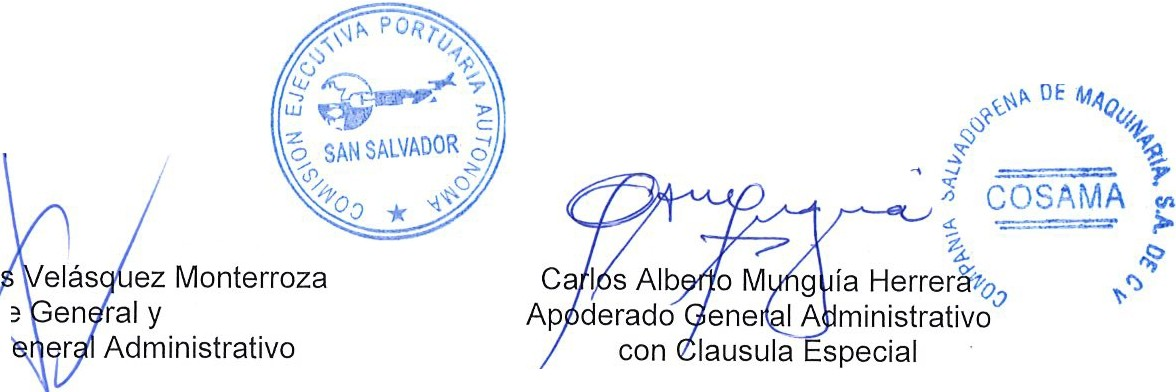 COMISION EJECUTIVA PORTUARIA AUTONOMA
SAN SALVADOR
COMPAÑIA SALVADORENA DE MAQUINARIA, S.A. DE C V
COSAMA
s Velásquez Monterroza
e General y
eneral Administrativo
Carlos Alberto Munguía Herrera
Apoderado General Administrativo
con Clausula Especial